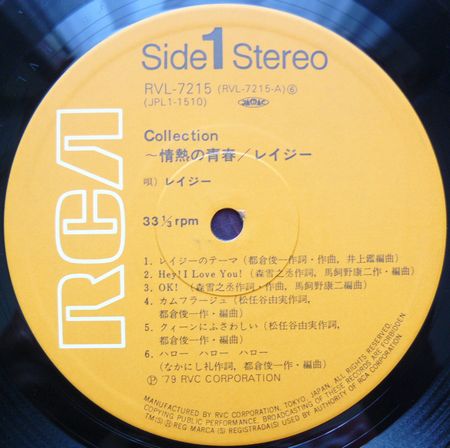 Side 1 Stereo
RVL-7215 (RVL-7215-A)⑥
(JPL1-1510) JASRAC
RCA
Collection
〜情熱の青春/レイジー
唄) レイジー
33 1/3 rpm
1. レイジーのテーマ (都倉俊一作詞・作曲, 井上鑑編曲)
2. Hey! I Love You! (森雪之丞作詞, 馬飼野康二作・編曲)
3. OK! (森雪之丞作詞・作曲, 馬飼野康二編曲)
4. カムフラージュ (松任谷由実作詞,
都倉俊一作・編曲)
5. クィーンにふさわしい (松任谷由実作詞,
都倉俊一作・編曲)
6. ハロー ハロー ハロー
(なかにし礼作詞, 都倉俊一作・編曲)
Ⓟ '79 RVC CORPORATION
MANUFACTURED BY RVC CORPORATION, TOKYO, JAPAN. ALL RIGHTS RESERVED.
COPYING PUBLIC PERFORMANCE, BROADCASTING OF THESE RECORDS ARE FORBIDDEN
TM(S) ® REG MARCA (S) REGISTRADA(S) USED BY AUTHORITY OF RCA CORPORATION.